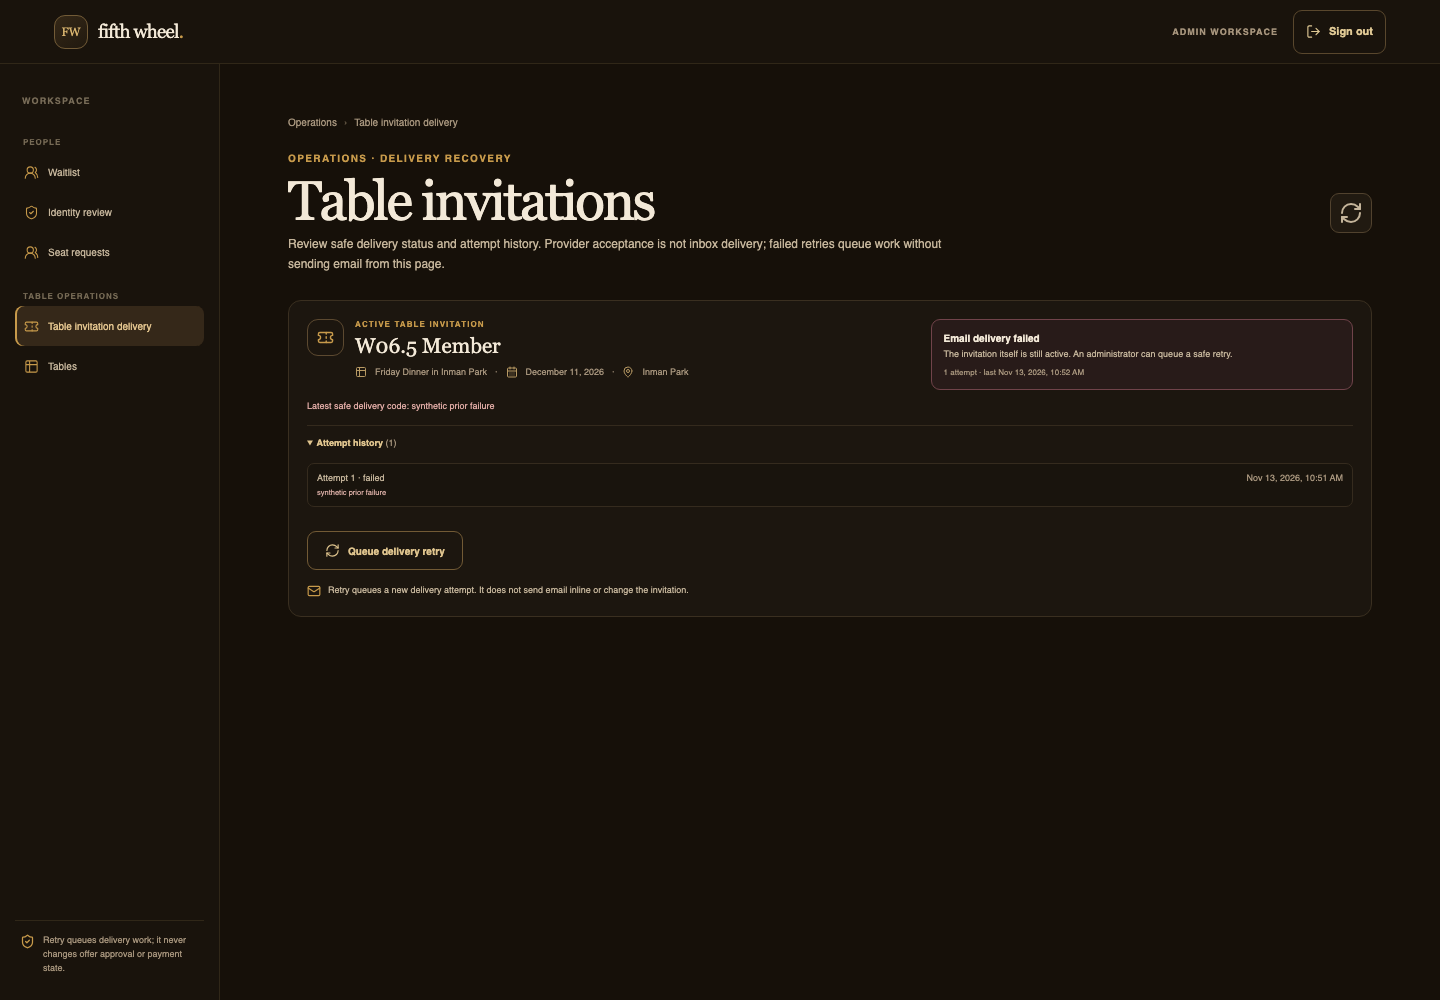 FW
fifth wheel.
ADMIN WORKSPACE
Sign out
WORKSPACE
PEOPLE
Waitlist
Identity review
Seat requests
TABLE OPERATIONS
Table invitation delivery
Tables
Retry queues delivery work; it never
changes offer approval or payment
state.
Operations › Table invitation delivery
OPERATIONS · DELIVERY RECOVERY
Table invitations
Review safe delivery status and attempt history. Provider acceptance is not inbox delivery; failed retries queue work without
sending email from this page.
ACTIVE TABLE INVITATION
W06.5 Member
Friday Dinner in Inman Park · December 11, 2026 · Inman Park
Email delivery failed
The invitation itself is still active. An administrator can queue a safe retry.
1 attempt · last Nov 13, 2026, 10:52 AM
Latest safe delivery code: synthetic prior failure
▼ Attempt history (1)
Attempt 1 · failed
Nov 13, 2026, 10:51 AM
synthetic prior failure
Queue delivery retry
Retry queues a new delivery attempt. It does not send email inline or change the invitation.